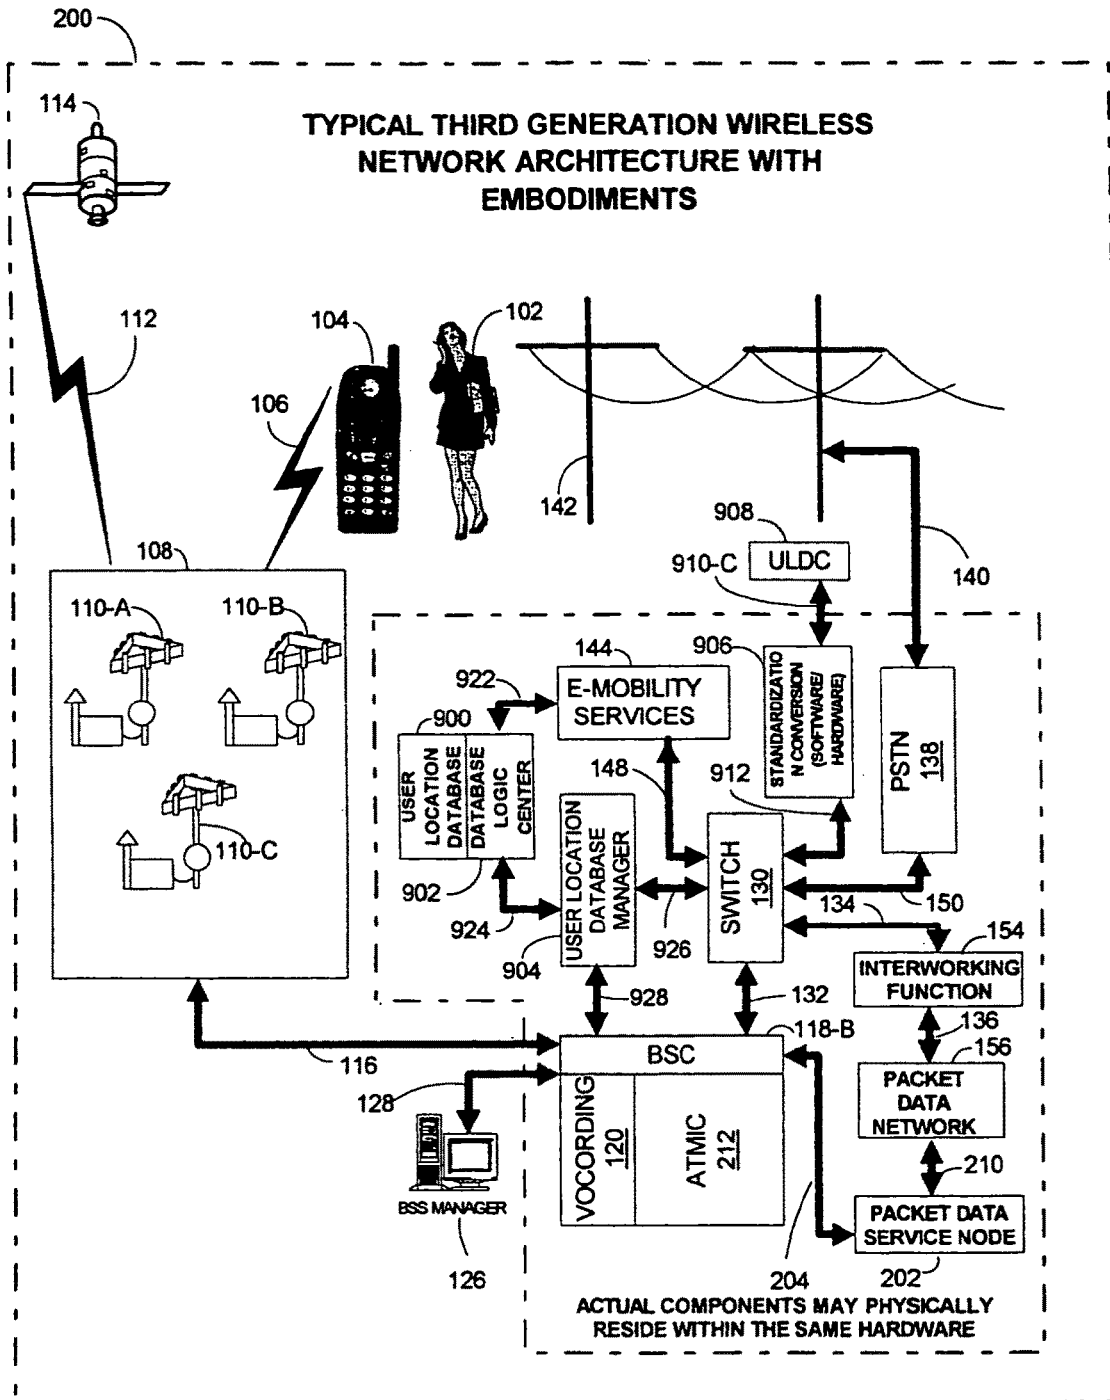 200
114
TYPICAL THIRD GENERATION WIRELESS
NETWORK ARCHITECTURE WITH
EMBODIMENTS
112
104
102
106
142
908
ULDC
910-C
140
108
110-A
110-B
110-C
144
E-MOBILITY
SERVICES
922
906
STANDARDIZATIO
N CONVERSION
(SOFTWARE/
HARDWARE)
PSTN
138
900
USER
LOCATION
DATABASE
DATABASE
LOGIC
CENTER
148
912
902
USER LOCATION
DATABASE
MANAGER
SWITCH
130
924
904
926
134
150
154
INTERWORKING
FUNCTION
928
132
118-B
136
156
116
BSC
128
VOCORDING
120
ATMIC
212
PACKET
DATA
NETWORK
210
BSS MANAGER
126
PACKET DATA
SERVICE NODE
204
202
ACTUAL COMPONENTS MAY PHYSICALLY
RESIDE WITHIN THE SAME HARDWARE